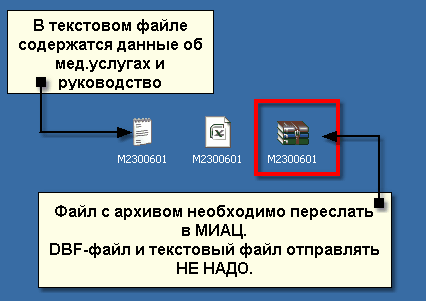 В текстовом файле
содержатся данные об
мед.услугах и
руководство
M2300601
M2300601
M2300601
Файл с архивом необходимо переслать
в МИАЦ.
DBF-файл и текстовый файл отправлять
НЕ НАДО.